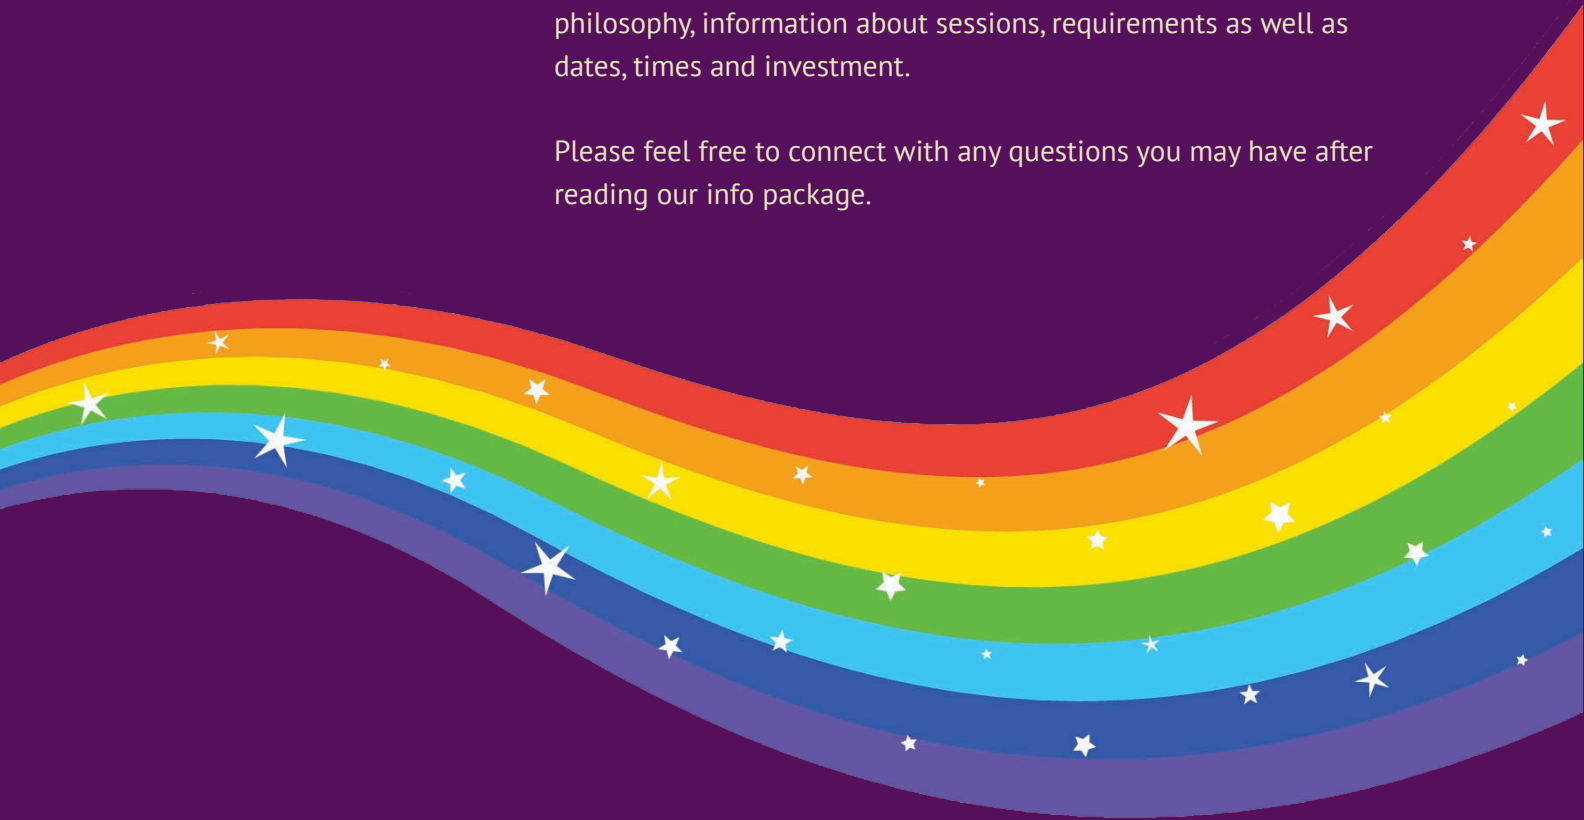 philosophy, information about sessions, requirements as well as
dates, times and investment.
Please feel free to connect with any questions you may have after
reading our info package.